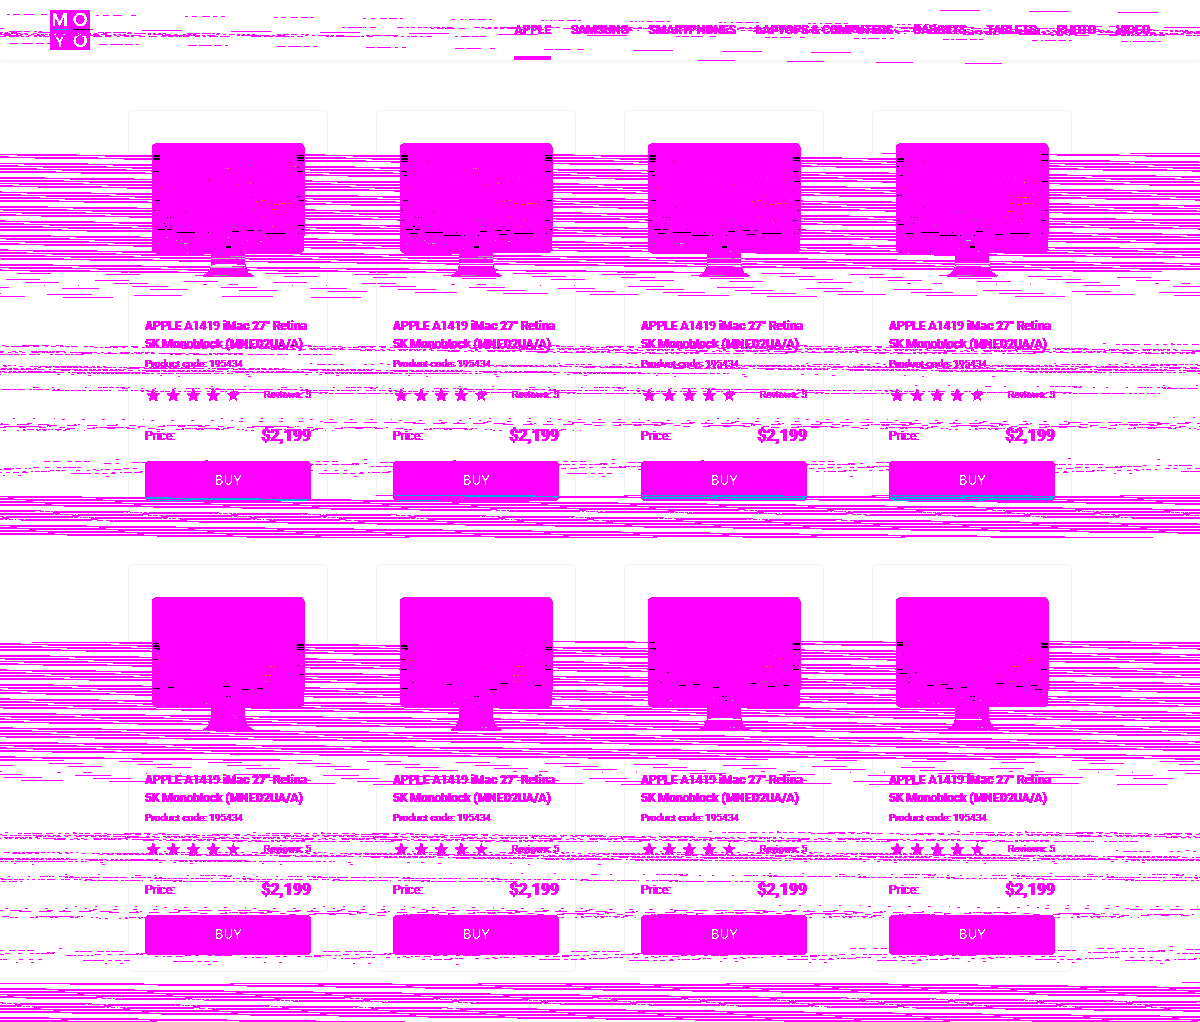 MO
YO
APPLE SAMSUNG SMARTPHONES LAPTOPS & COMPUTERS GADGETS TABLETS PHOTO VIDEO
APPLE A1419 iMac 27" Retina APPLE A1419 iMac 27" Retina APPLE A1419 iMac 27" Retina APPLE A1419 iMac 27" Retina
5K Monoblock (MNED2UA/A) 5K Monoblock (MNED2UA/A) 5K Monoblock (MNED2UA/A) 5K Monoblock (MNED2UA/A)
Product code: 195434 Product code: 195434 Product code: 195434 Product code: 195434
Reviews: 5 Reviews: 5 Reviews: 5 Reviews: 5
Price: $2,199 Price: $2,199 Price: $2,199 Price: $2,199
BUY BUY BUY BUY
APPLE A1419 iMac 27" Retina APPLE A1419 iMac 27" Retina APPLE A1419 iMac 27" Retina APPLE A1419 iMac 27" Retina
5K Monoblock (MNED2UA/A) 5K Monoblock (MNED2UA/A) 5K Monoblock (MNED2UA/A) 5K Monoblock (MNED2UA/A)
Product code: 195434 Product code: 195434 Product code: 195434 Product code: 195434
Reviews: 5 Reviews: 5 Reviews: 5 Reviews: 5
Price: $2,199 Price: $2,199 Price: $2,199 Price: $2,199
BUY BUY BUY BUY